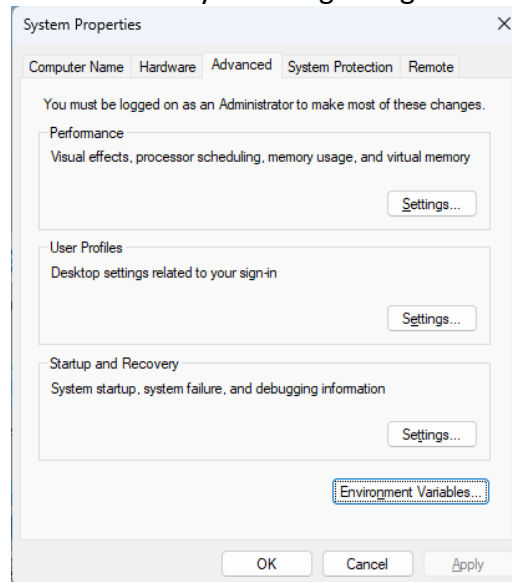 System Properties
Computer Name Hardware Advanced System Protection Remote
You must be logged on as an Administrator to make most of these changes.
Performance
Visual effects, processor scheduling, memory usage, and virtual memory
Settings...
User Profiles
Desktop settings related to your sign-in
Settings...
Startup and Recovery
System startup, system failure, and debugging information
Settings...
Environment Variables...
OK Cancel Apply